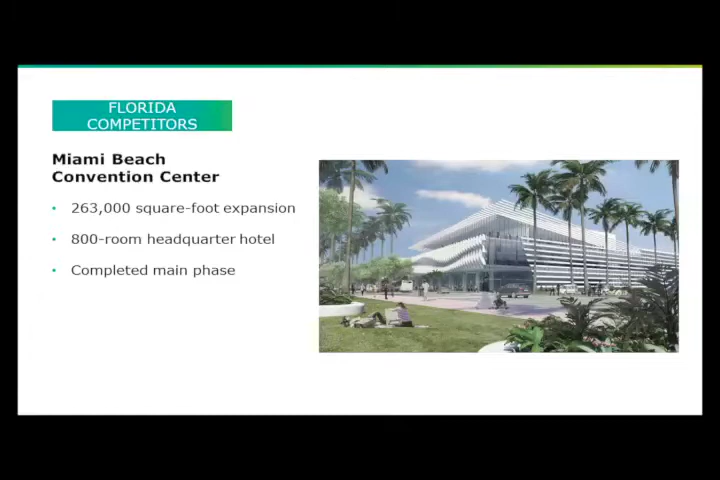 FLORIDA
COMPETITORS
Miami Beach
Convention Center
• 263,000 square-foot expansion
• 800-room headquarter hotel
• Completed main phase